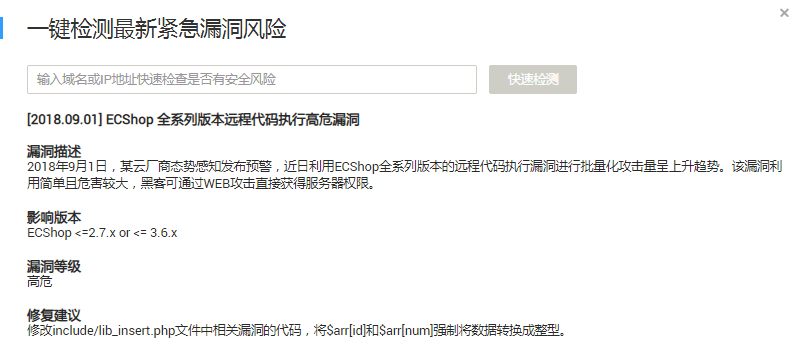 ×
一键检测最新紧急漏洞风险
输入域名或IP地址快速检查是否有安全风险
快速检测
[2018.09.01] ECShop 全系列版本远程代码执行高危漏洞
漏洞描述
2018年9月1日，某云厂商态势感知发布预警，近日利用ECShop全系列版本的远程代码执行漏洞进行批量化攻击量呈上升趋势。该漏洞利
用简单且危害较大，黑客可通过WEB攻击直接获得服务器权限。
影响版本
ECShop <=2.7.x or <= 3.6.x
漏洞等级
高危
修复建议
修改include/lib_insert.php文件中相关漏洞的代码，将$arr[id]和$arr[num]强制将数据转换成整型。